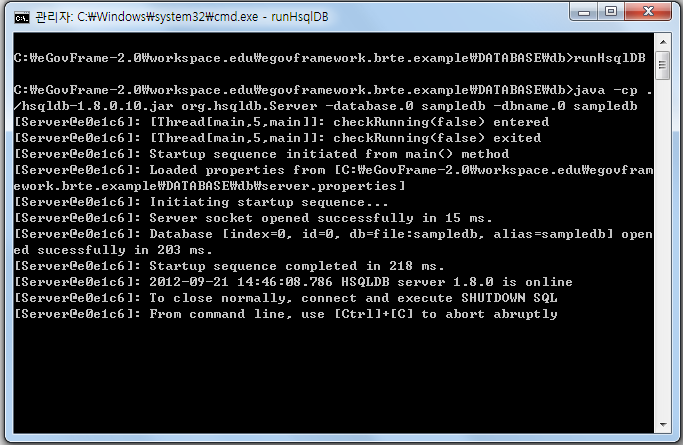 관리자: C:₩Windows₩system32₩cmd.exe - runHsqlDB
C:₩eGovFrame-2.0₩workspace.edu₩egovframework.brte.example₩DATABASE₩db>runHsqlDB
C:₩eGovFrame-2.0₩workspace.edu₩egovframework.brte.example₩DATABASE₩db>java -cp .
/hsqldb-1.8.0.10.jar org.hsqldb.Server -database.0 sampledb -dbname.0 sampledb
[Server@e0e1c6]: [Thread[main,5,main]]: checkRunning(false) entered
[Server@e0e1c6]: [Thread[main,5,main]]: checkRunning(false) exited
[Server@e0e1c6]: Startup sequence initiated from main() method
[Server@e0e1c6]: Loaded properties from [C:₩eGovFrame-2.0₩workspace.edu₩egovfram
ework.brte.example₩DATABASE₩db₩server.properties]
[Server@e0e1c6]: Initiating startup sequence...
[Server@e0e1c6]: Server socket opened successfully in 15 ms.
[Server@e0e1c6]: Database [index=0, id=0, db=file:sampledb, alias=sampledb] open
ed sucessfully in 203 ms.
[Server@e0e1c6]: Startup sequence completed in 218 ms.
[Server@e0e1c6]: 2012-09-21 14:46:08.786 HSQLDB server 1.8.0 is online
[Server@e0e1c6]: To close normally, connect and execute SHUTDOWN SQL
[Server@e0e1c6]: From command line, use [Ctrl]+[C] to abort abruptly